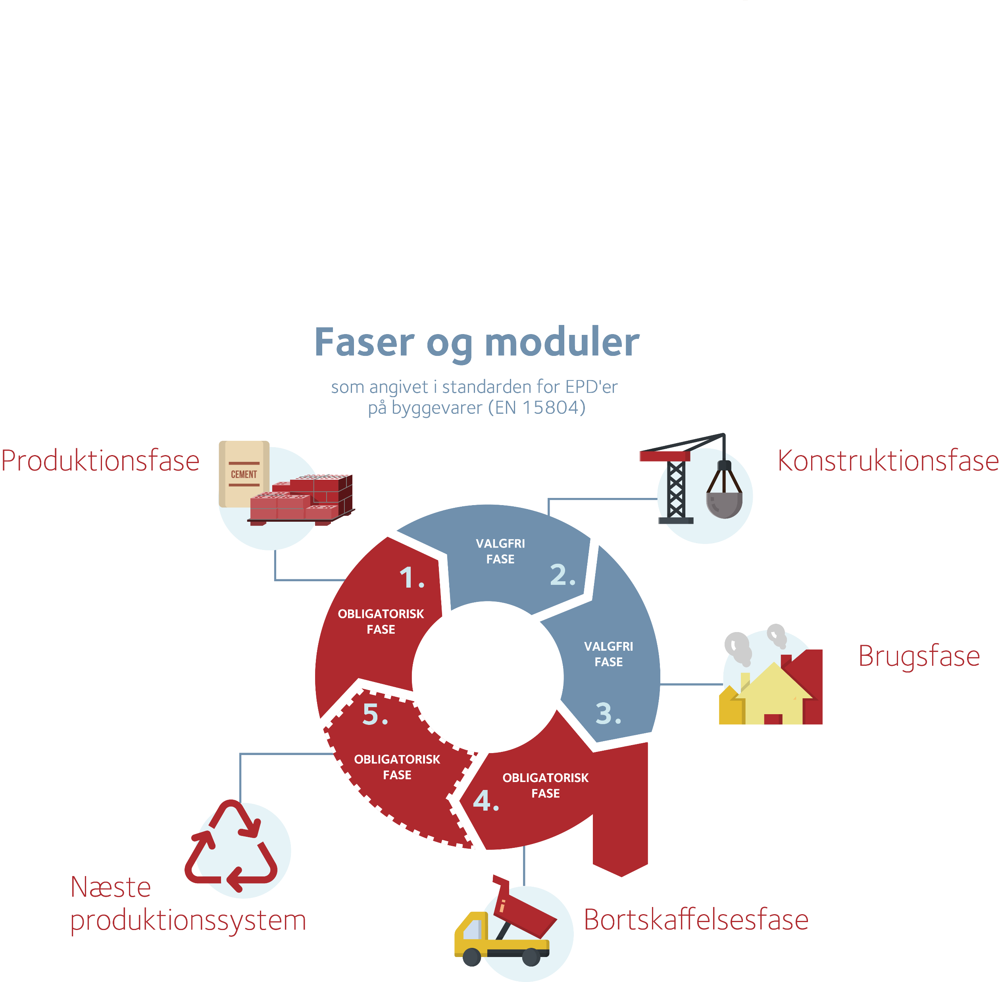 Faser og moduler
som angivet i standarden for EPD'er
på byggevarer (EN 15804)
Produktionsfase
CEMENT
Konstruktionsfase
1.
OBLIGATORISK
FASE
VALGFRI
FASE
2.
VALGFRI
FASE
3.
Brugsfase
OBLIGATORISK
FASE
4.
Bortskaffelsesfase
5.
OBLIGATORISK
FASE
Næste
produktionssystem